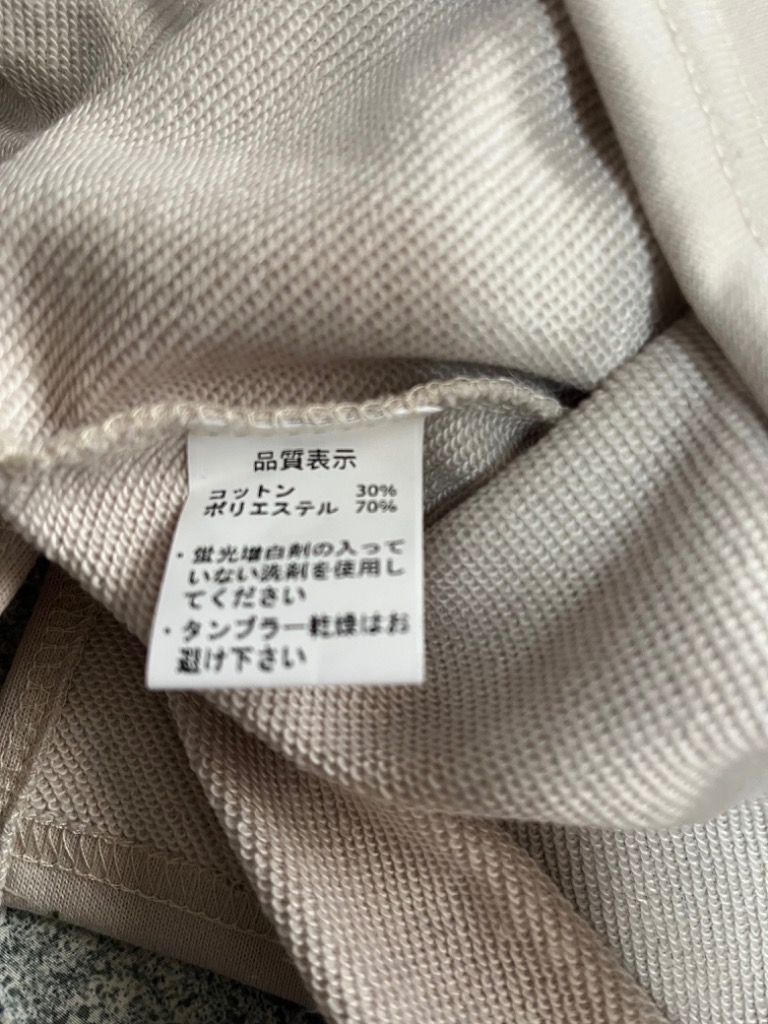 品質表示
コットン 30%
ポリエステル 70%
・蛍光増白剤の入って
いない洗剤を使用し
てください
・タンブラー乾燥はお
避け下さい